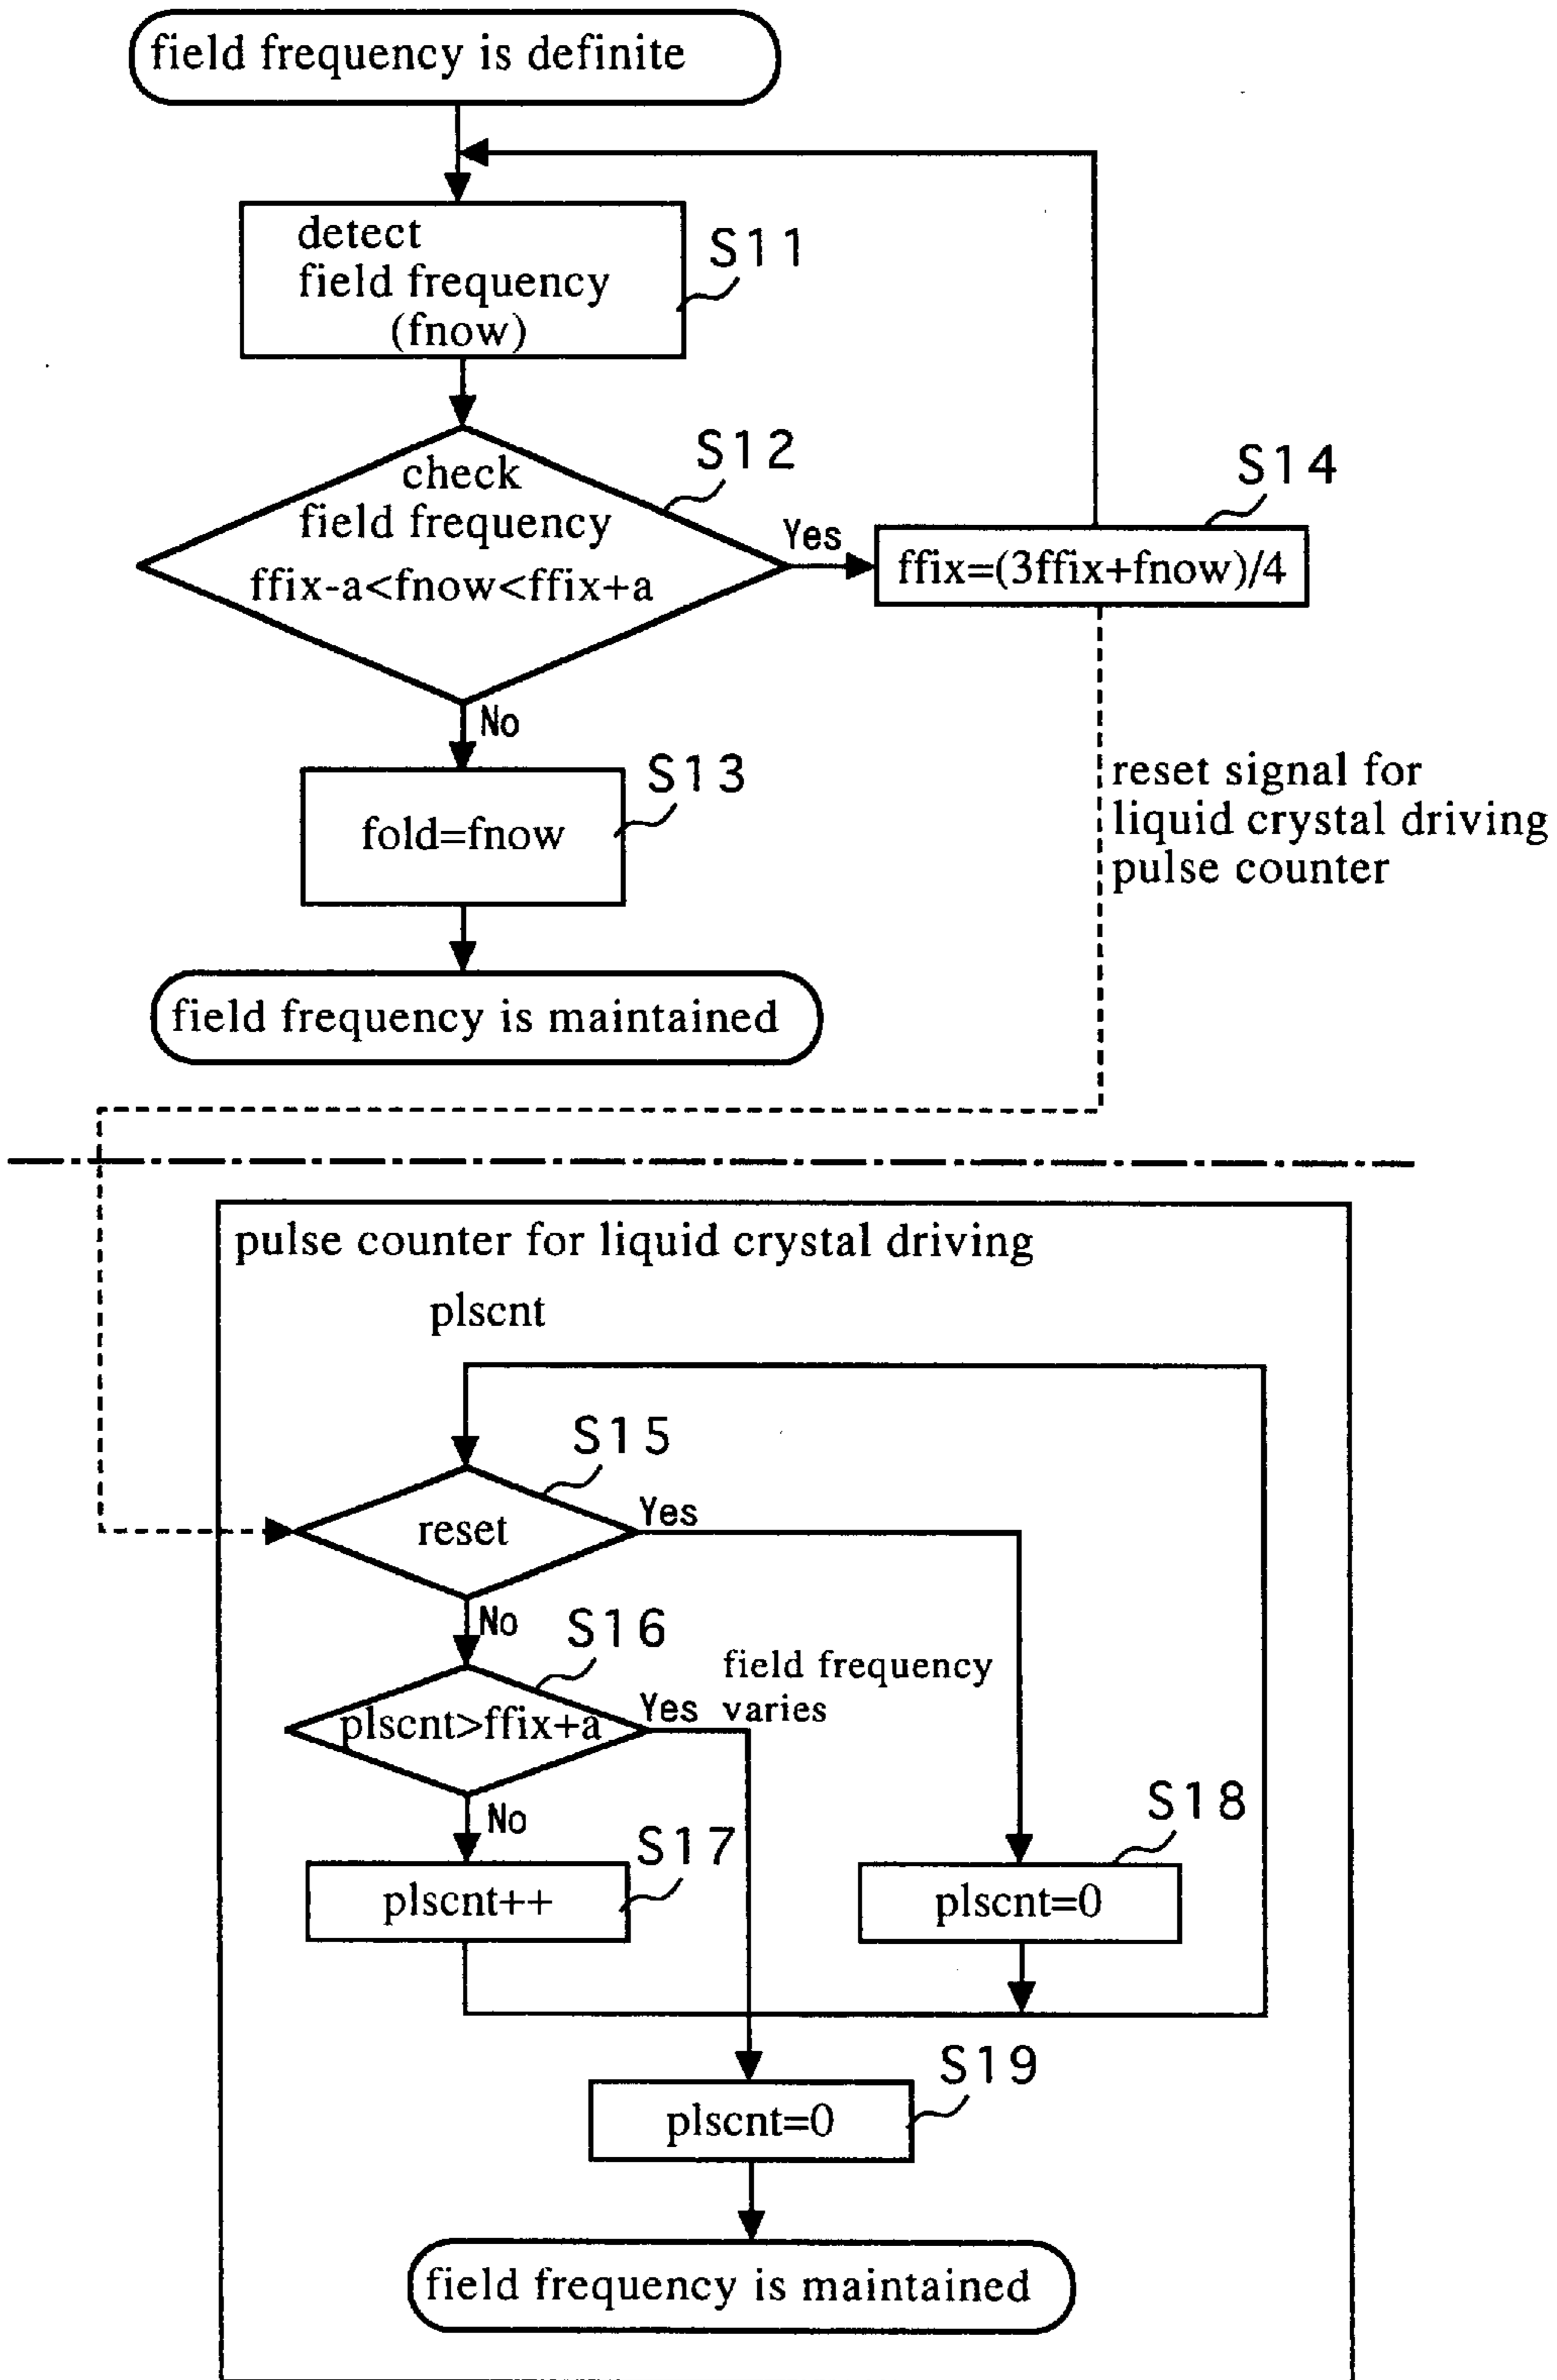 field frequency is definite
detect
field frequency
(fnow)
S11
check
field frequency
ffix-a<fnow<ffix+a
S12
Yes
S14
ffix=(3ffix+fnow)/4
No
S13
fold=fnow
reset signal for
liquid crystal driving
pulse counter
field frequency is maintained
pulse counter for liquid crystal driving
plscnt
S15
reset
Yes
No
S16
plscnt>ffix+a
Yes
field frequency
varies
No
S17
plscnt++
S18
plscnt=0
S19
plscnt=0
field frequency is maintained